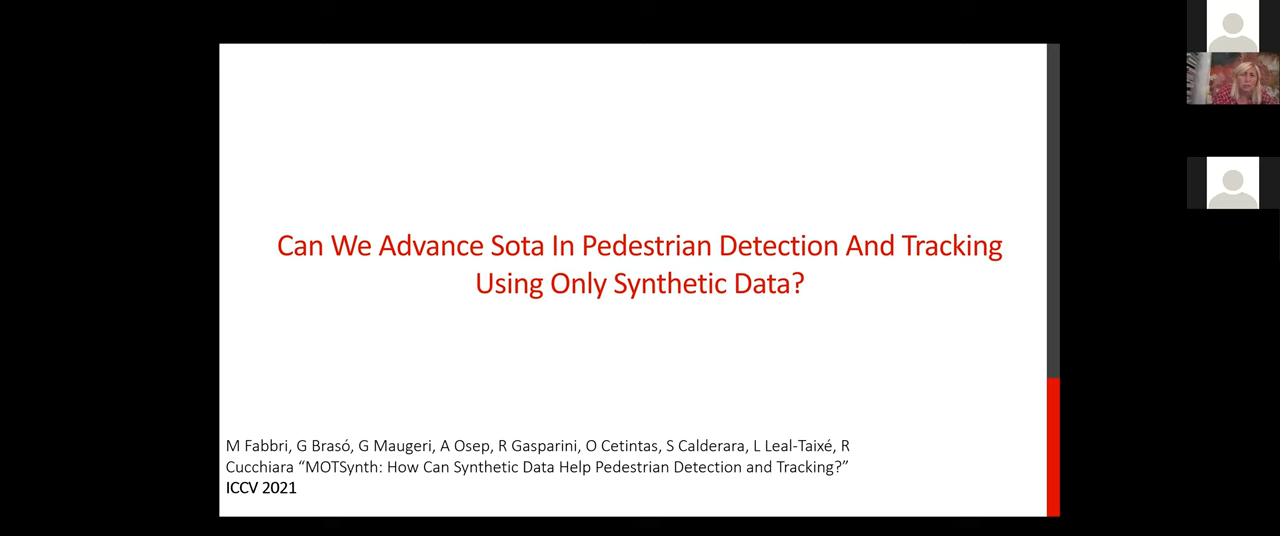 Can We Advance Sota In Pedestrian Detection And Tracking
Using Only Synthetic Data?
M Fabbri, G Brasó, G Maugeri, A Osep, R Gasparini, O Cetintas, S Calderara, L Leal-Taixé, R
Cucchiara “MOTSynth: How Can Synthetic Data Help Pedestrian Detection and Tracking?”
ICCV 2021